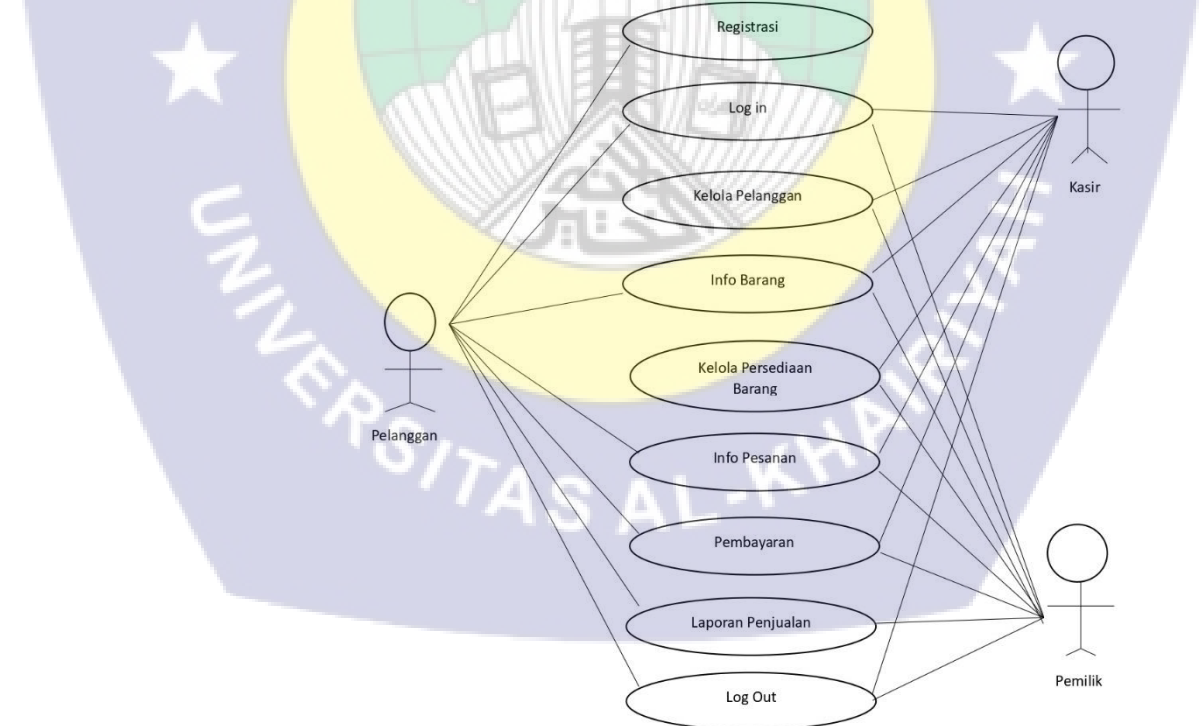 Registrasi
Log in
Kelola Pelanggan
Kasir
Info Barang
Kelola Persediaan
Barang
Pelanggan
Info Pesanan
Pembayaran
Laporan Penjualan
Log Out
Pemilik
UNIVERSITAS AL-KHAIRIYAH